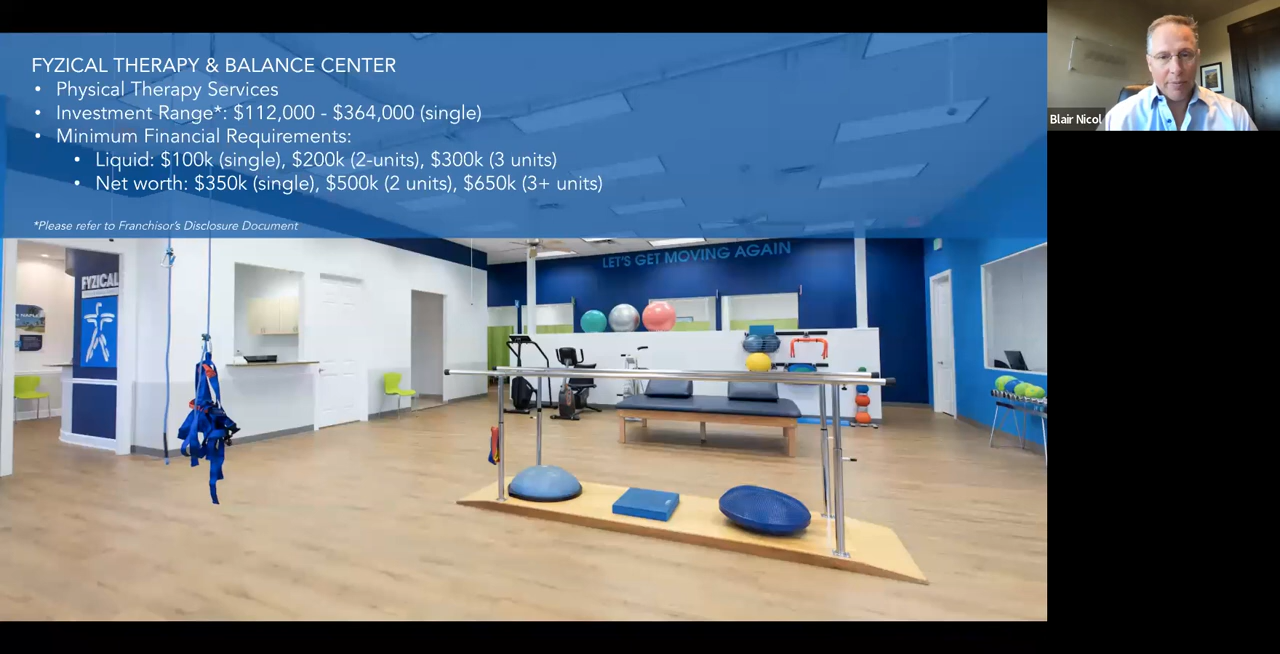 FYZICAL THERAPY & BALANCE CENTER
• Physical Therapy Services
• Investment Range*: $112,000 - $364,000 (single)
• Minimum Financial Requirements:
• Liquid: $100k (single), $200k (2-units), $300k (3 units)
• Net worth: $350k (single), $500k (2 units), $650k (3+ units)
*Please refer to Franchisor's Disclosure Document
Blair Nicol
LET'S GET MOVING AGAIN
FYZICAL